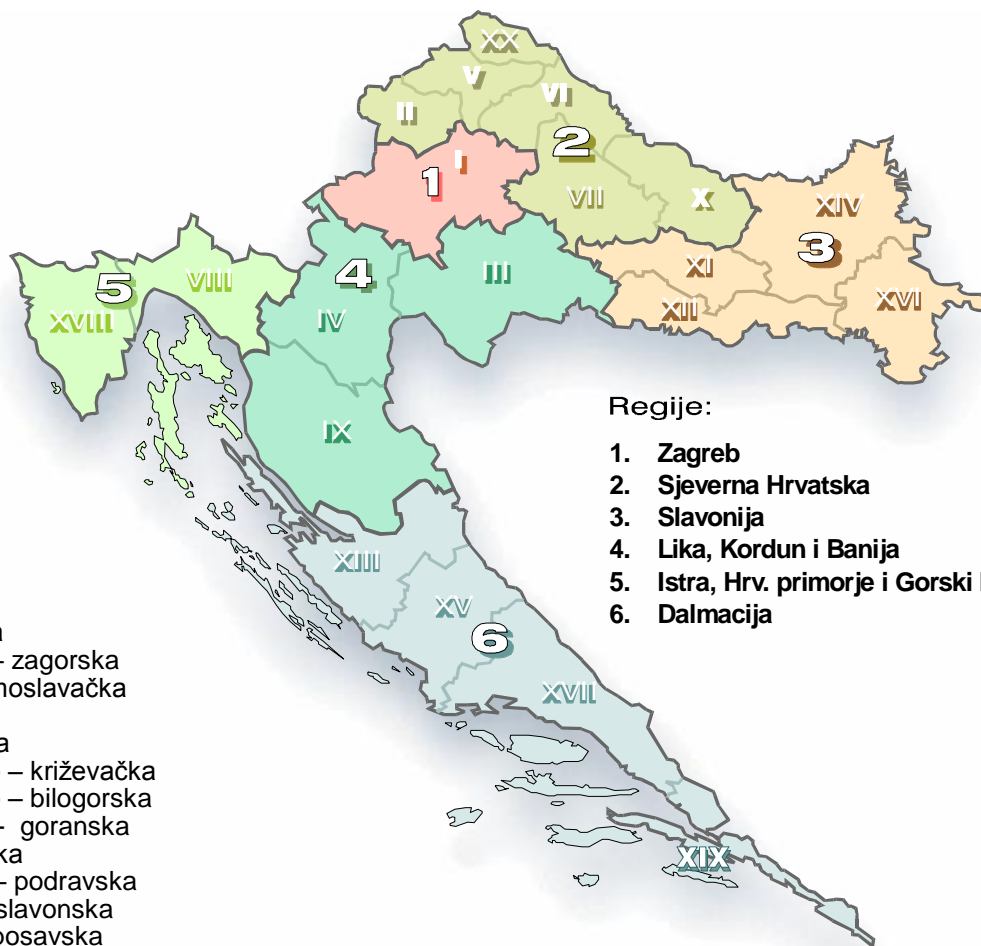 XX
V
VI
II
I
2
1
VII
X
XIV
3
VIII
4
III
XI
5
XVIII
IV
XII
XVI
IX
Regije:
1. Zagreb
2. Sjeverna Hrvatska
3. Slavonija
4. Lika, Kordun i Banija
5. Istra, Hrv. primorje i Gorski
6. Dalmacija
XIII
XV
6
XVII
XIX
– zagorska
moslavačka
– križevačka
– bilogorska
- goranska
– podravska
slavonska
posavska